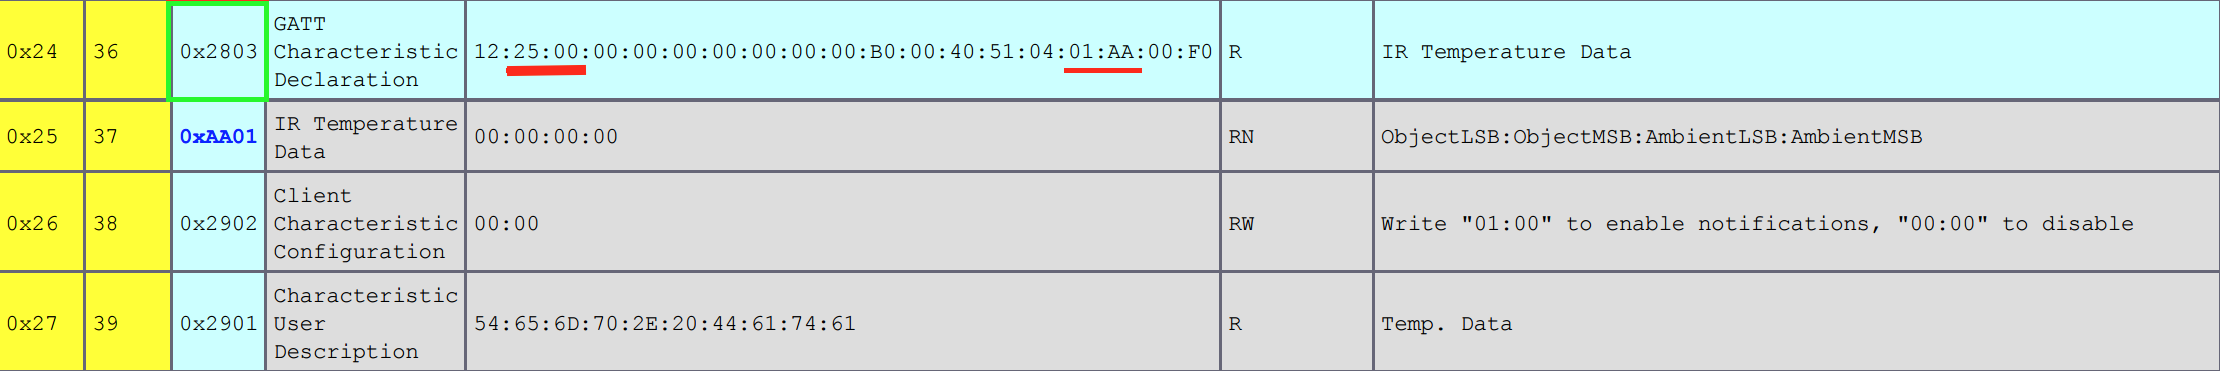 0x24 36 0x2803 GATT Characteristic Declaration 12:25:00:00:00:00:00:00:00:00:B0:00:40:51:04:01:AA:00:F0 R IR Temperature Data
0x25 37 0xAA01 IR Temperature Data 00:00:00:00 RN ObjectLSB:ObjectMSB:AmbientLSB:AmbientMSB
0x26 38 0x2902 Client Characteristic Configuration 00:00 RW Write "01:00" to enable notifications, "00:00" to disable
0x27 39 0x2901 Characteristic User Description 54:65:6D:70:2E:20:44:61:74:61 R Temp. Data